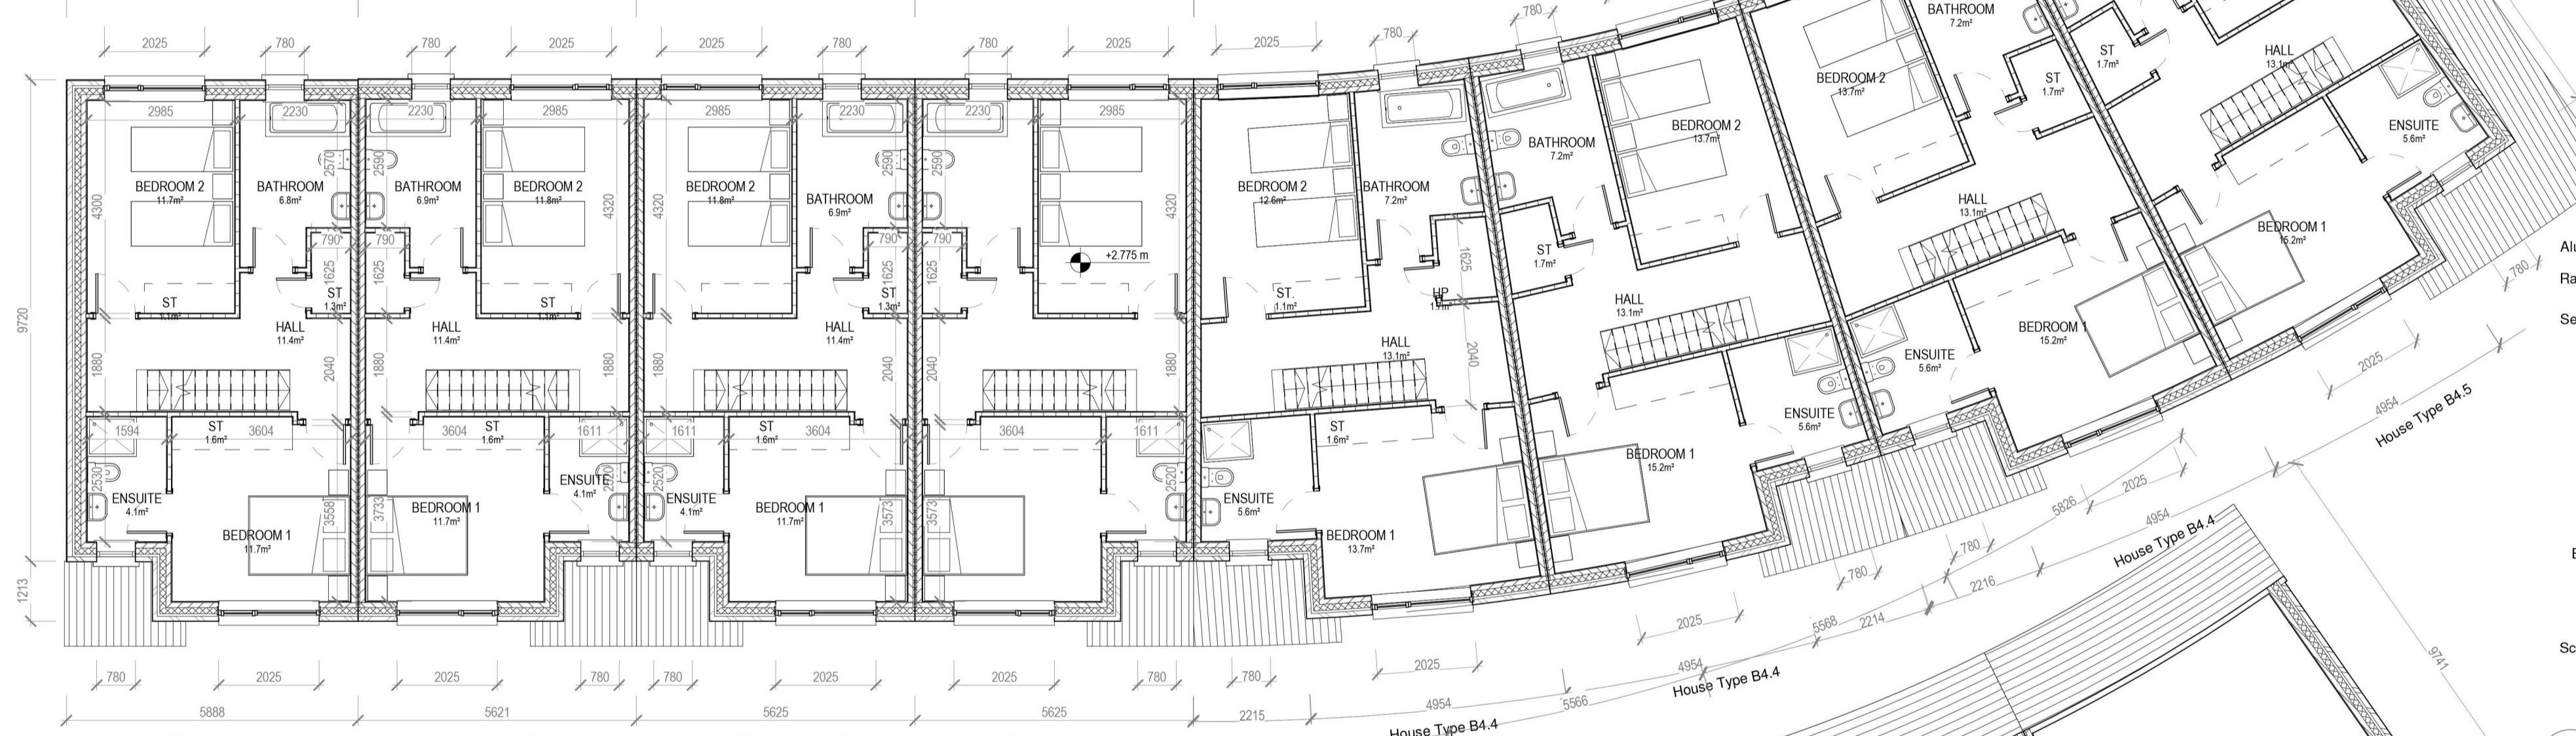 2025
780
780
2025
2025
780
780
2025
2025
780
780
2985
2230
2230
2985
2985
2230
2230
2985
9720
1213
4300
2570
2590
4320
4320
2590
2590
4320
BEDROOM 2
11.7m²
BATHROOM
6.8m²
BATHROOM
6.9m²
BEDROOM 2
11.8m²
BEDROOM 2
11.8m²
BATHROOM
6.9m²
+2.775 m
790
790
790
790
1625
1625
1625
1625
ST
1.1m²
ST
1.3m²
ST
1.1m²
ST
1.3m²
HALL
11.4m²
HALL
11.4m²
HALL
11.4m²
1880
2040
1880
1880
2040
2040
1880
1594
ST
1.6m²
3604
3604
ST
1.6m²
1611
1611
ST
1.6m²
3604
3604
1611
2530
2520
2520
2520
ENSUITE
4.1m²
ENSUITE
4.1m²
ENSUITE
4.1m²
BEDROOM 1
11.7m²
BEDROOM 1
11.7m²
BEDROOM 1
11.7m²
3558
3733
3573
3573
780
2025
2025
780
780
2025
2025
780
5888
5621
5625
5625
2215
BEDROOM 2
12.6m²
BATHROOM
7.2m²
ST.
1.1m²
HP
1625
2040
HALL
13.1m²
ST
1.6m²
ENSUITE
5.6m²
BEDROOM 1
13.7m²
780
2025
4954
5566
House Type B4.4
BATHROOM
7.2m²
BEDROOM 2
13.7m²
ST
1.7m²
HALL
13.1m²
ENSUITE
5.6m²
BEDROOM 1
15.2m²
2025
780
4954
5568
2214
House Type B4.4
BATHROOM
7.2m²
BEDROOM 2
13.7m²
ST
1.7m²
HALL
13.1m²
ENSUITE
5.6m²
BEDROOM 1
15.2m²
780
2025
5826
2216
4954
House Type B4.4
ST
1.7m²
HALL
13.1m²
ENSUITE
5.6m²
BEDROOM 1
15.2m²
2025
780
4954
House Type B4.5
9741
Ra
Se
Sc